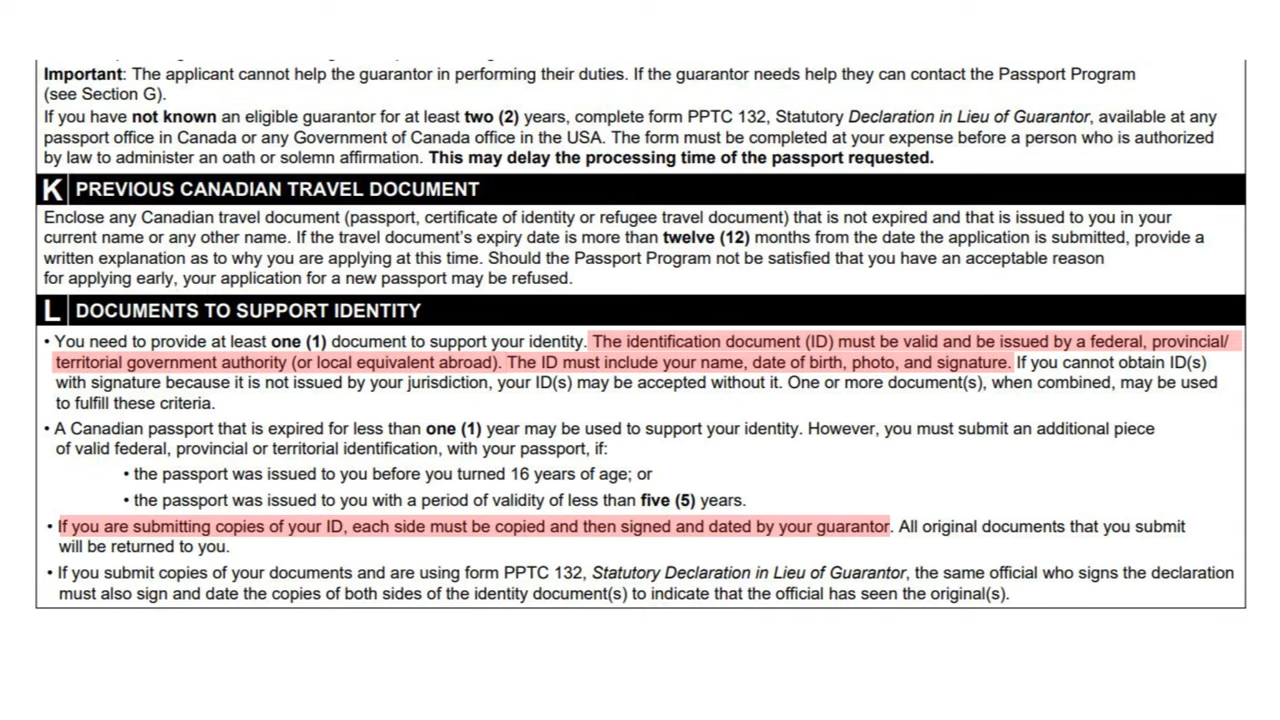 Important: The applicant cannot help the guarantor in performing their duties. If the guarantor needs help they can contact the Passport Program
(see Section G).
If you have not known an eligible guarantor for at least two (2) years, complete form PPTC 132, Statutory Declaration in Lieu of Guarantor, available at any
passport office in Canada or any Government of Canada office in the USA. The form must be completed at your expense before a person who is authorized
by law to administer an oath or solemn affirmation. This may delay the processing time of the passport requested.
K PREVIOUS CANADIAN TRAVEL DOCUMENT
Enclose any Canadian travel document (passport, certificate of identity or refugee travel document) that is not expired and that is issued to you in your
current name or any other name. If the travel document's expiry date is more than twelve (12) months from the date the application is submitted, provide a
written explanation as to why you are applying at this time. Should the Passport Program not be satisfied that you have an acceptable reason
for applying early, your application for a new passport may be refused.
L DOCUMENTS TO SUPPORT IDENTITY
• You need to provide at least one (1) document to support your identity. The identification document (ID) must be valid and be issued by a federal, provincial/
territorial government authority (or local equivalent abroad). The ID must include your name, date of birth, photo, and signature. If you cannot obtain ID(s)
with signature because it is not issued by your jurisdiction, your ID(s) may be accepted without it. One or more document(s), when combined, may be used
to fulfill these criteria.
• A Canadian passport that is expired for less than one (1) year may be used to support your identity. However, you must submit an additional piece
of valid federal, provincial or territorial identification, with your passport, if:
• the passport was issued to you before you turned 16 years of age; or
• the passport was issued to you with a period of validity of less than five (5) years.
• If you are submitting copies of your ID, each side must be copied and then signed and dated by your guarantor. All original documents that you submit
will be returned to you.
• If you submit copies of your documents and are using form PPTC 132, Statutory Declaration in Lieu of Guarantor, the same official who signs the declaration
must also sign and date the copies of both sides of the identity document(s) to indicate that the official has seen the original(s).